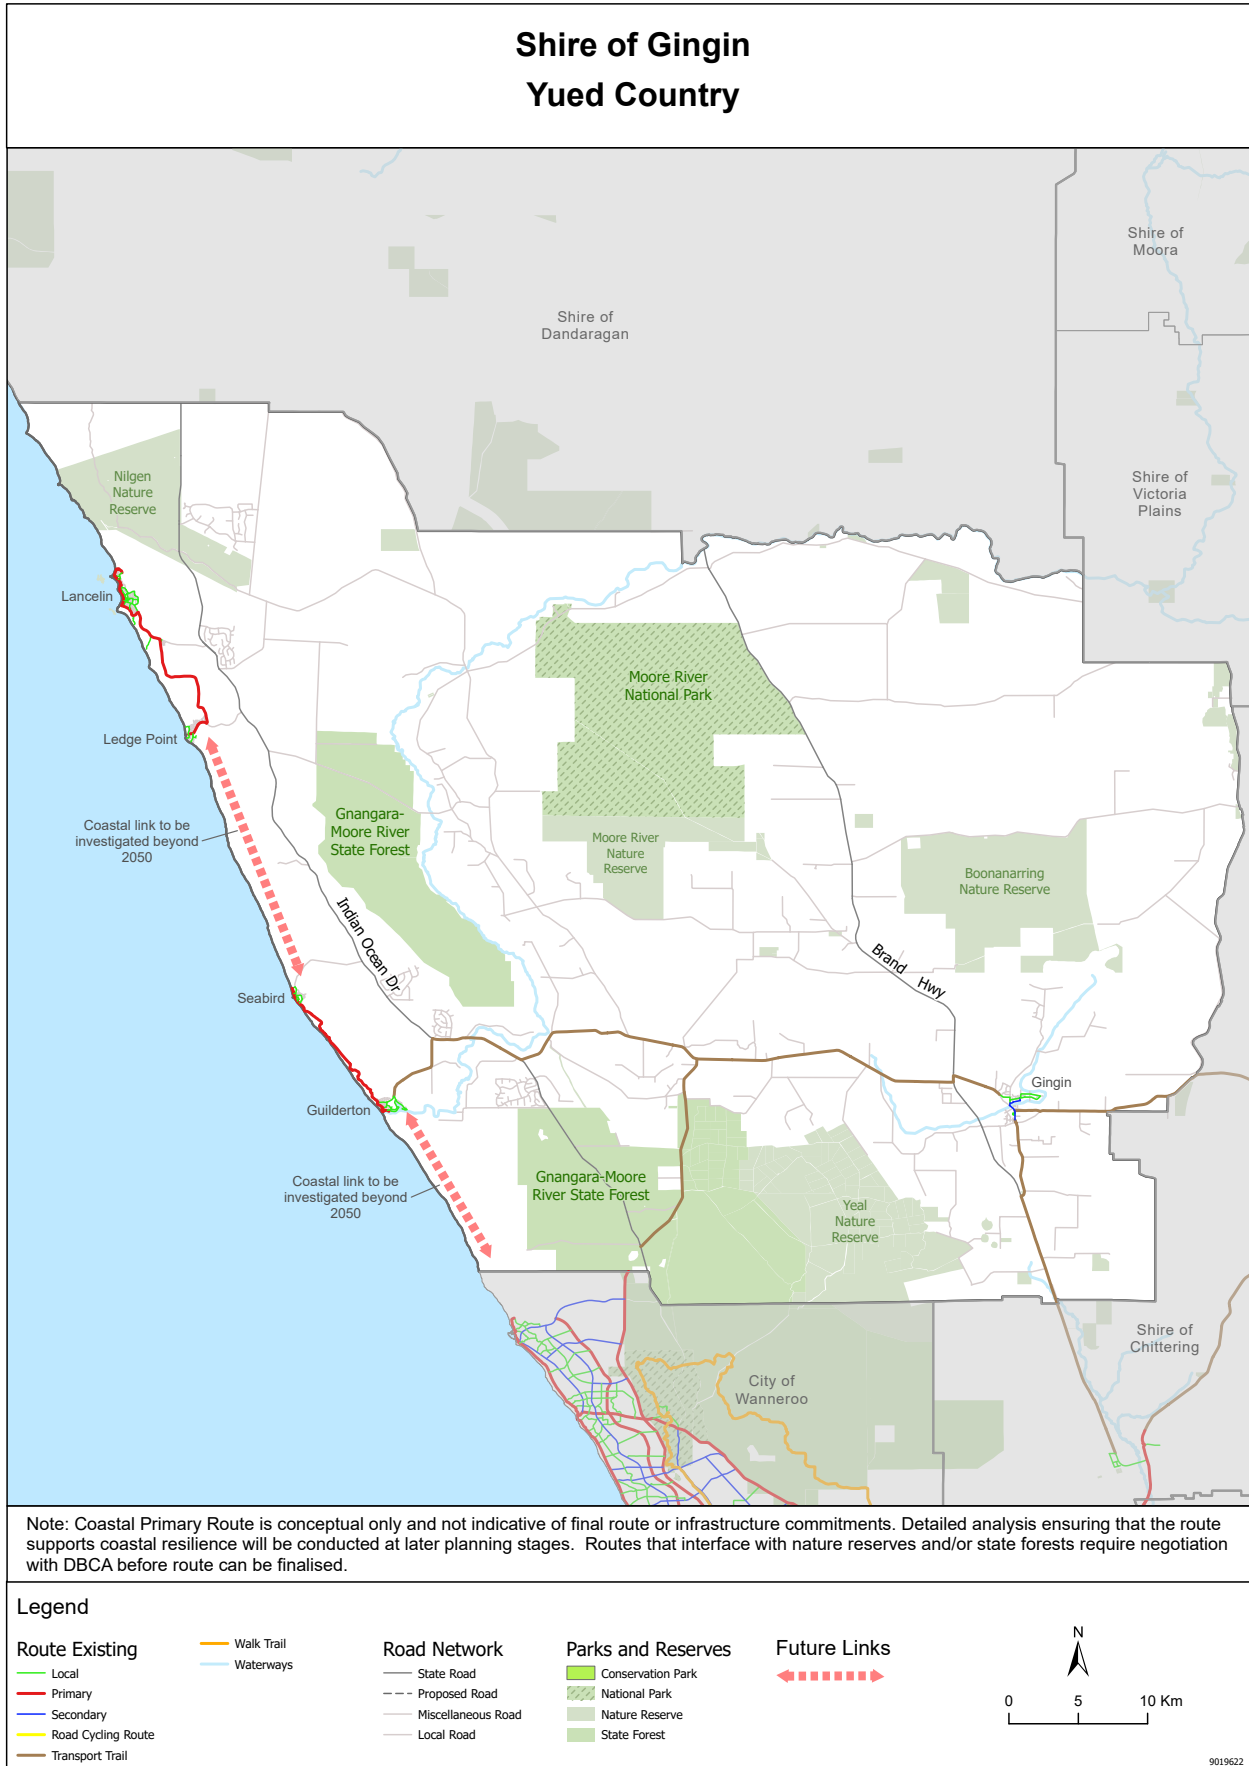 Shire of Gingin
Yued Country
Shire of
Moora
Shire of
Dandaragan
Shire of
Victoria
Plains
Nilgen
Nature
Reserve
Lancelin
Moore River
National Park
Ledge Point
Coastal link to be
investigated beyond
2050
Gnangara-
Moore River
State Forest
Moore River
Nature
Reserve
Boonanarring
Nature Reserve
Indian Ocean Dr
Brand Hwy
Seabird
Gingin
Guilderton
Coastal link to be
investigated beyond
2050
Gnangara-Moore
River State Forest
Yeal
Nature
Reserve
Shire of
Chittering
City of
Wanneroo
Note: Coastal Primary Route is conceptual only and not indicative of final route or infrastructure commitments. Detailed analysis ensuring that the route
supports coastal resilience will be conducted at later planning stages.  Routes that interface with nature reserves and/or state forests require negotiation
with DBCA before route can be finalised.
Legend
Route Existing
Local
Primary
Secondary
Road Cycling Route
Transport Trail
Walk Trail
Waterways
Road Network
State Road
Proposed Road
Miscellaneous Road
Local Road
Parks and Reserves
Conservation Park
National Park
Nature Reserve
State Forest
Future Links
N
0 5 10 Km
9019622